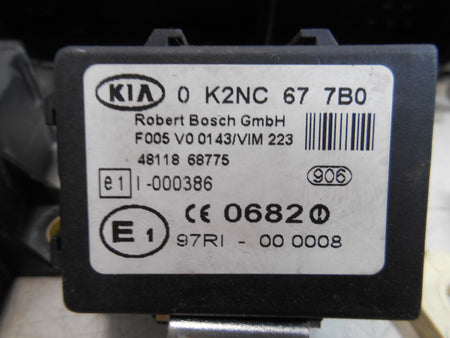 KIA 0 K2NC 67 7B0
Robert Bosch GmbH
F005 V0 0143/VIM 223
48118 68775
e1 I-000386 906
CE 0682
E1 97RI - 00 0008